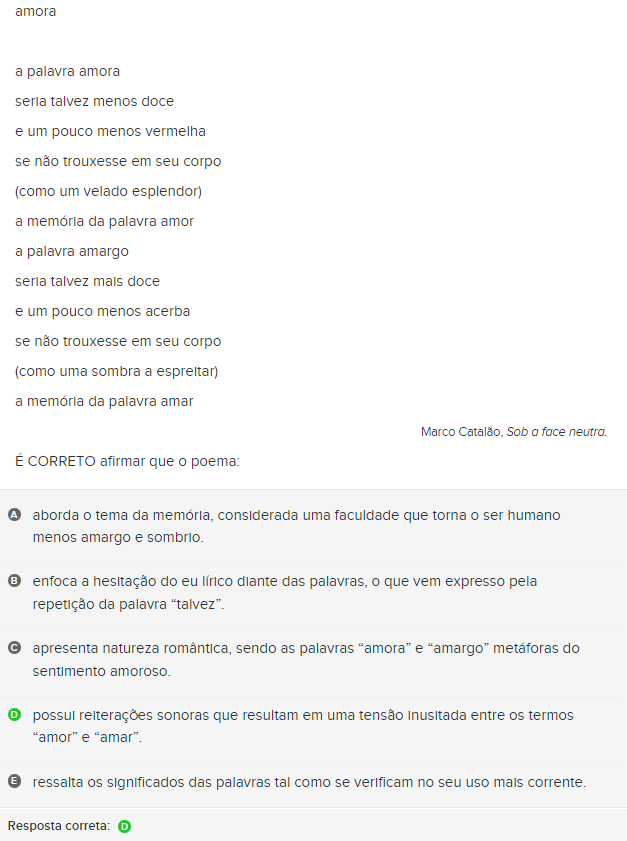 amora
a palavra amora
seria talvez menos doce
e um pouco menos vermelha
se não trouxesse em seu corpo
(como um velado esplendor)
a memória da palavra amor
a palavra amargo
seria talvez mais doce
e um pouco menos acerba
se não trouxesse em seu corpo
(como uma sombra a espreitar)
a memória da palavra amar
Marco Catalão, Sob a face neutra.
É CORRETO afirmar que o poema:
A aborda o tema da memória, considerada uma faculdade que torna o ser humano
menos amargo e sombrio.
B enfoca a hesitação do eu lírico diante das palavras, o que vem expresso pela
repetição da palavra “talvez”.
C apresenta natureza romântica, sendo as palavras “amora” e “amargo” metáforas do
sentimento amoroso.
D possui reiterações sonoras que resultam em uma tensão inusitada entre os termos
“amor” e “amar”.
E ressalta os significados das palavras tal como se verificam no seu uso mais corrente.
Resposta correta: D